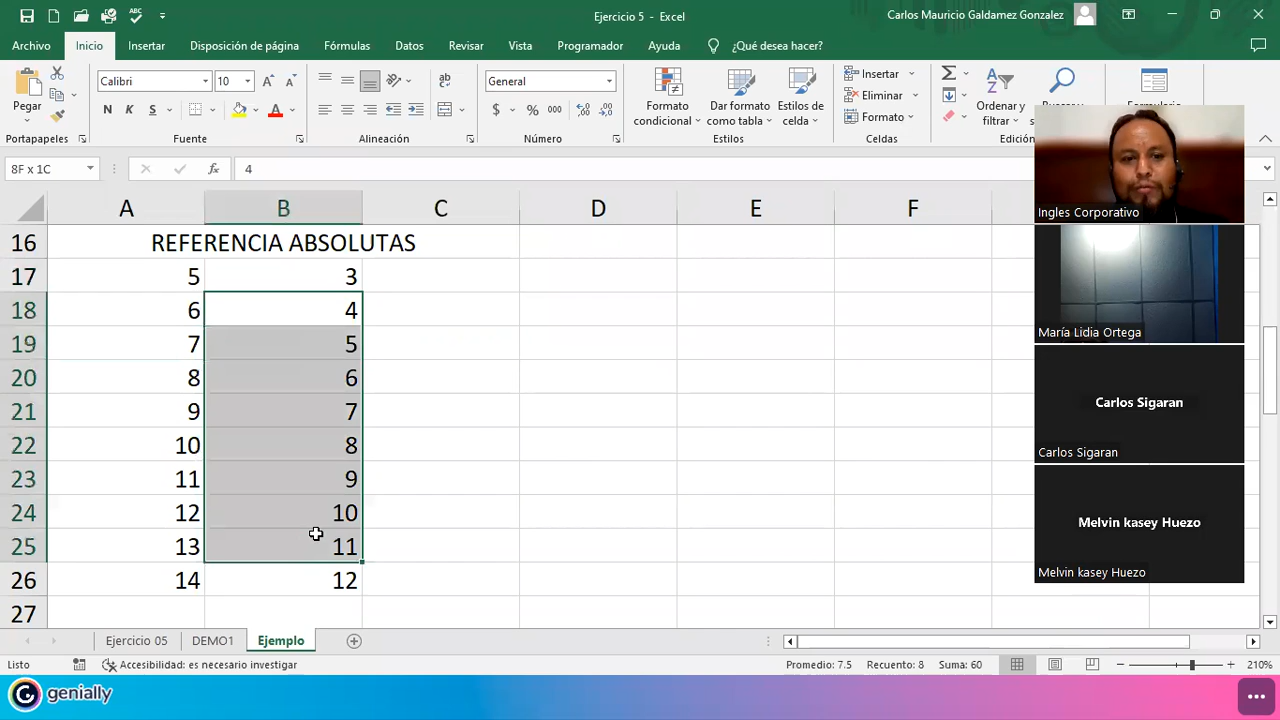 Ejercicio 5 - Excel
Carlos Mauricio Galdamez Gonzalez
Archivo Inicio Insertar Disposición de página Fórmulas Datos Revisar Vista Programador Ayuda ¿Qué desea hacer?
Pegar
Calibri 10
N K S
General
$ % 000
Formato condicional
Dar formato como tabla
Estilos de celda
Insertar
Eliminar
Formato
Ordenar y filtrar
Portapapeles Fuente Alineación Número Estilos Celdas Edición
8F x 1C fx 4
A B C D E F
16 REFERENCIA ABSOLUTAS
17 5 3
18 6 4
19 7 5
20 8 6
21 9 7
22 10 8
23 11 9
24 12 10
25 13 11
26 14 12
27
Ingles Corporativo
María Lidia Ortega
Carlos Sigaran
Carlos Sigaran
Melvin kasey Huezo
Melvin kasey Huezo
Ejercicio 05 DEMO1 Ejemplo
Listo Accesibilidad: es necesario investigar Promedio: 7.5 Recuento: 8 Suma: 60 210%
genially